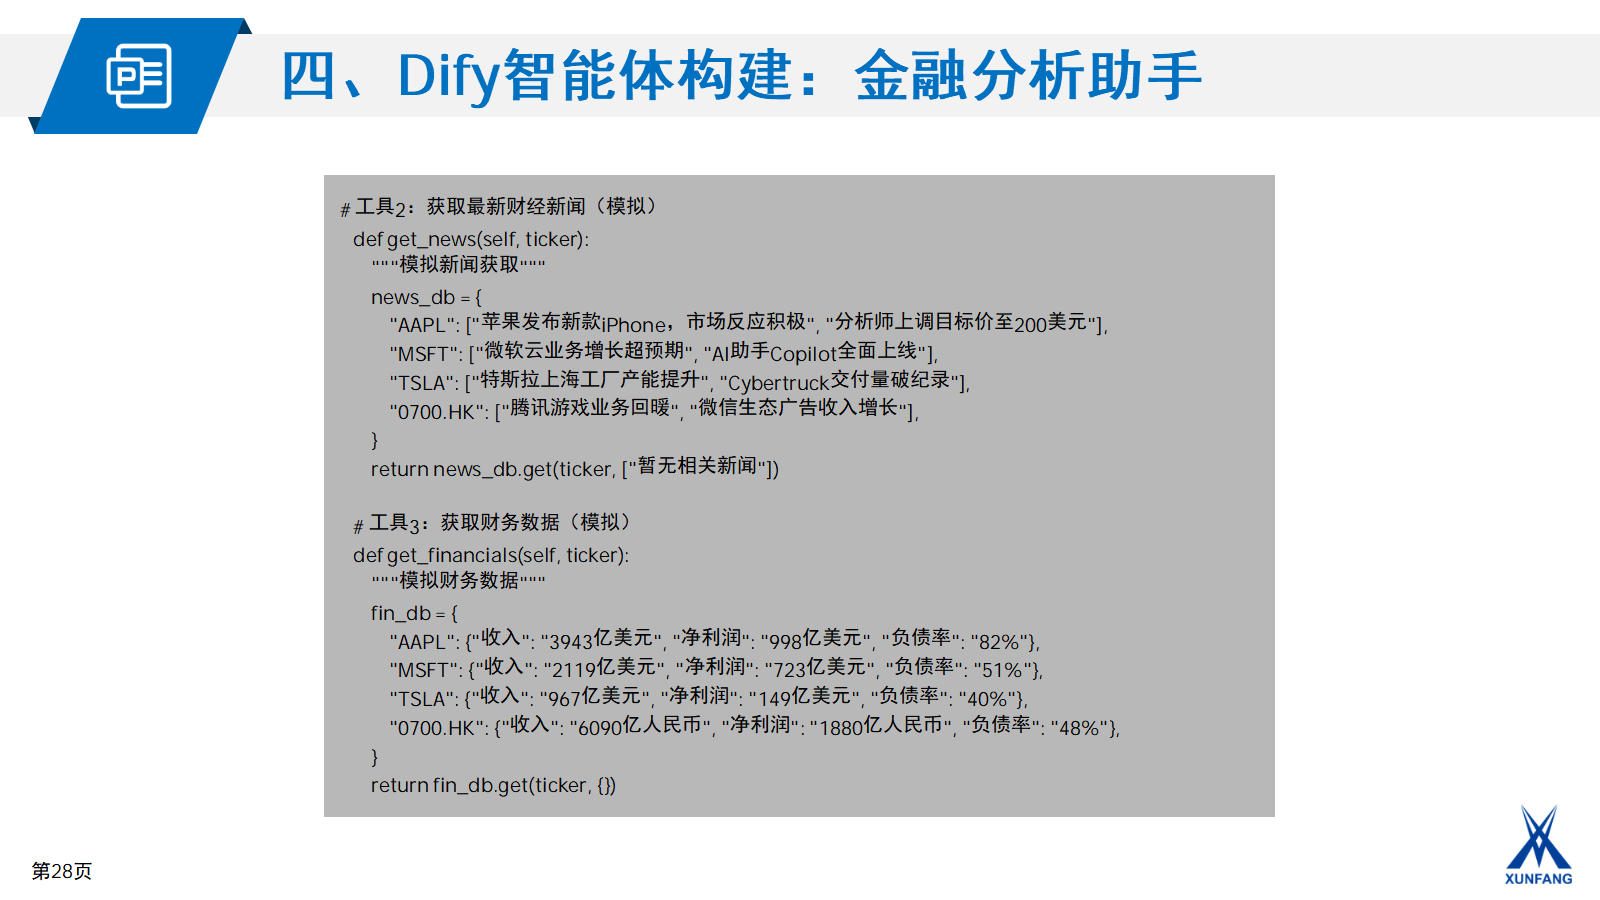 四、Dify智能体构建：金融分析助手
# 工具2：获取最新财经新闻（模拟）
def get_news(self, ticker):
"""模拟新闻获取"""
news_db = {
"AAPL": ["苹果发布新款iPhone，市场反应积极", "分析师上调目标价至200美元"],
"MSFT": ["微软云业务增长超预期", "AI助手Copilot全面上线"],
"TSLA": ["特斯拉上海工厂产能提升", "Cybertruck交付量破纪录"],
"0700.HK": ["腾讯游戏业务回暖", "微信生态广告收入增长"],
}
return news_db.get(ticker, ["暂无相关新闻"])
# 工具3：获取财务数据（模拟）
def get_financials(self, ticker):
"""模拟财务数据"""
fin_db = {
"AAPL": {"收入": "3943亿美元", "净利润": "998亿美元", "负债率": "82%"},
"MSFT": {"收入": "2119亿美元", "净利润": "723亿美元", "负债率": "51%"},
"TSLA": {"收入": "967亿美元", "净利润": "149亿美元", "负债率": "40%"},
"0700.HK": {"收入": "6090亿人民币", "净利润": "1880亿人民币", "负债率": "48%"},
}
return fin_db.get(ticker, {})
第28页
XUNFANG